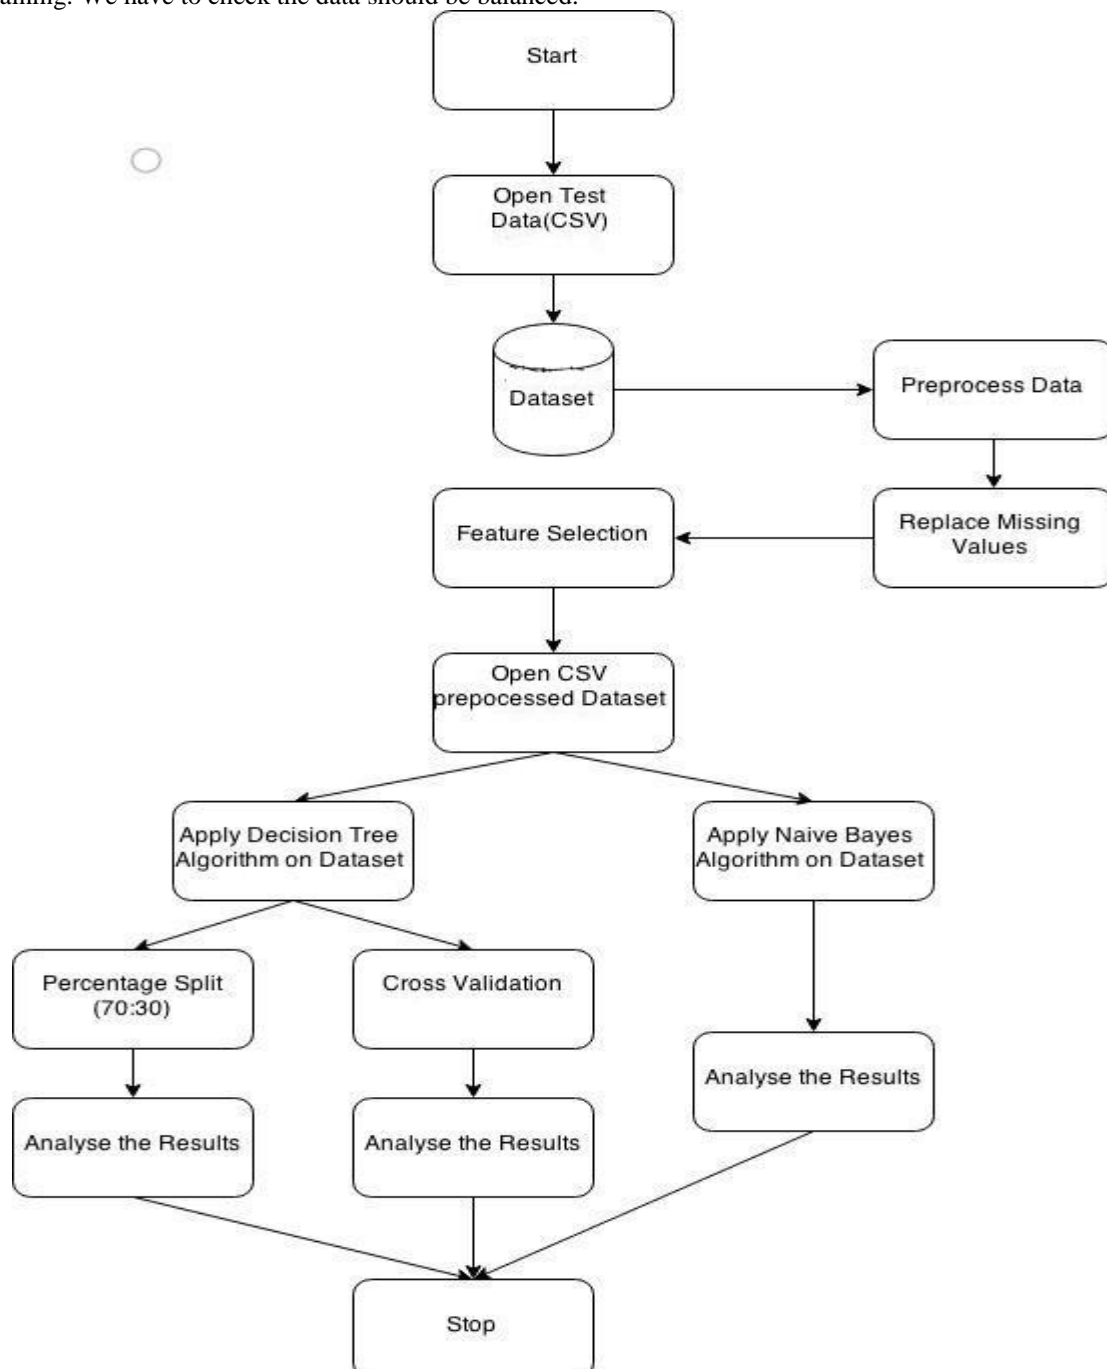 We have to check the data should be balanced.
Start
Open Test
Data(CSV)
Dataset
Preprocess Data
Replace Missing
Values
Feature Selection
Open CSV
prepocessed Dataset
Apply Decision Tree
Algorithm on Dataset
Apply Naive Bayes
Algorithm on Dataset
Percentage Split
(70:30)
Cross Validation
Analyse the Results
Analyse the Results
Analyse the Results
Stop